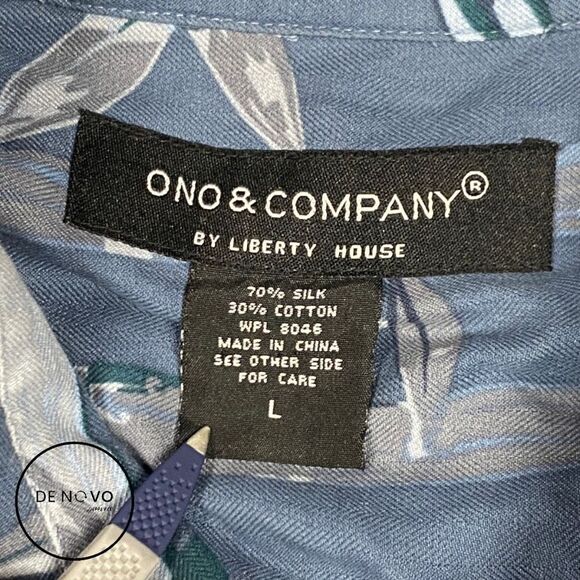 ONO & COMPANY®
BY LIBERTY HOUSE
70% SILK
30% COTTON
WPL 8046
MADE IN CHINA
SEE OTHER SIDE
FOR CARE
L
DE NOVO